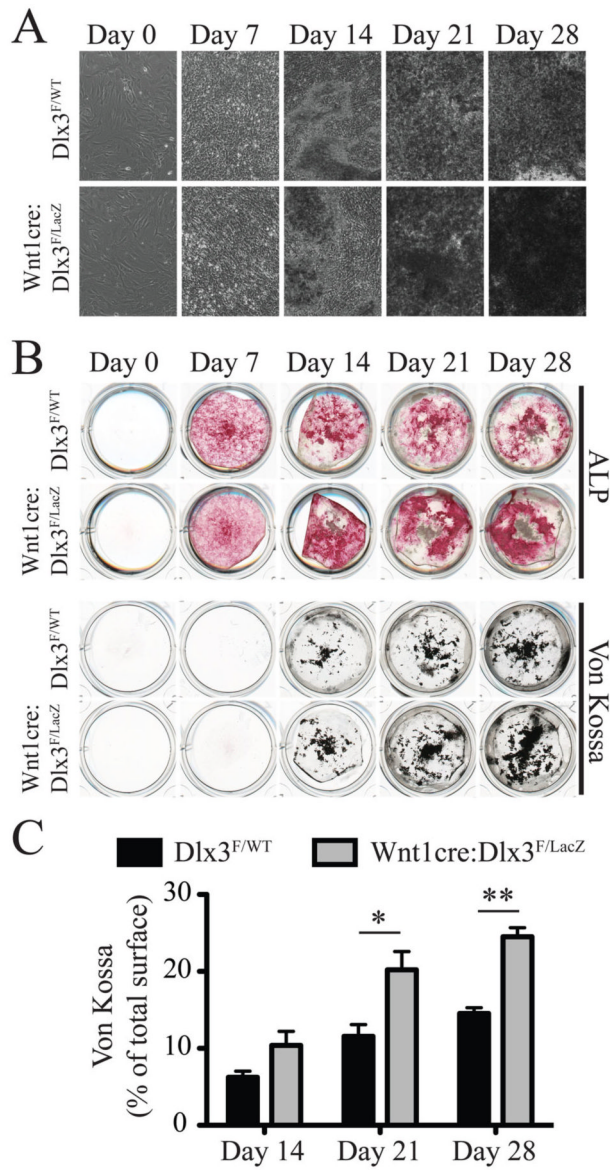 A
Day 0 Day 7 Day 14 Day 21 Day 28
Dlx3F/WT
Wnt1cre:
Dlx3F/LacZ
B
Day 0 Day 7 Day 14 Day 21 Day 28
Dlx3F/WT
Wnt1cre:
Dlx3F/LacZ
ALP
Dlx3F/WT
Wnt1cre:
Dlx3F/LacZ
Von Kossa
C
Dlx3F/WT Wnt1cre:Dlx3F/LacZ
Von Kossa
(% of total surface)
30
20
10
0
* **
Day 14 Day 21 Day 28